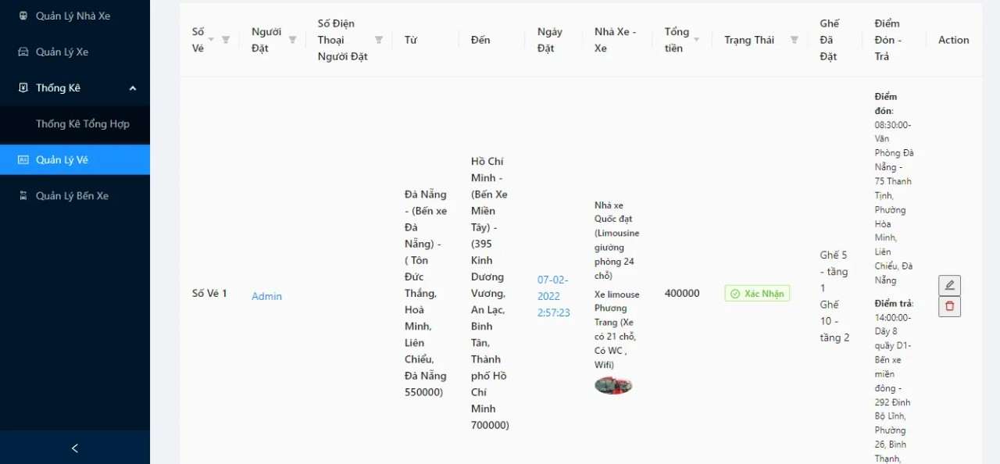 Quản Lý Nhà Xe
Quản Lý Xe
Thống Kê
Thống Kê Tổng Hợp
Quản Lý Vé
Quản Lý Bến Xe
Số
Vé
Người
Đặt
Số Điện
Thoại
Người Đặt
Từ
Đến
Ngày
Đặt
Nhà Xe -
Xe
Tổng
tiền
Trạng Thái
Ghế
Đã
Đặt
Điểm
Đón -
Trả
Action
Số Vé 1
Admin
Đà Nẵng
- (Bến xe
Đà
Nẵng) -
( Tôn
Đức
Thắng,
Hoà
Minh,
Liên
Chiểu,
Đà Nẵng
550000)
Hồ Chí
Minh -
(Bến Xe
Miền
Tây) -
(395
Kinh
Dương
Vương,
An Lạc,
Bình
Tân,
Thành
phố Hồ
Chí
Minh
700000)
07-02-
2022
2:57:23
Nhà xe
Quốc đạt
(Limousine
giường
phòng 24
chỗ)
Xe limouse
Phương
Trang (Xe
có 21 chỗ,
Có WC ,
Wifi)
400000
Xác Nhận
Ghế 5
- tầng
1
Ghế
10 -
tầng 2
Điểm
đón:
08:30:00-
Văn
Phòng Đà
Nẵng -
75 Thanh
Tịnh,
Phường
Hòa
Minh,
Liên
Chiểu, Đà
Nẵng
Điểm trả:
14:00:00-
Dãy 8
quầy D1-
Bến xe
miền
đông -
292 Đinh
Bộ Lĩnh,
Phường
26, Bình
Thạnh,